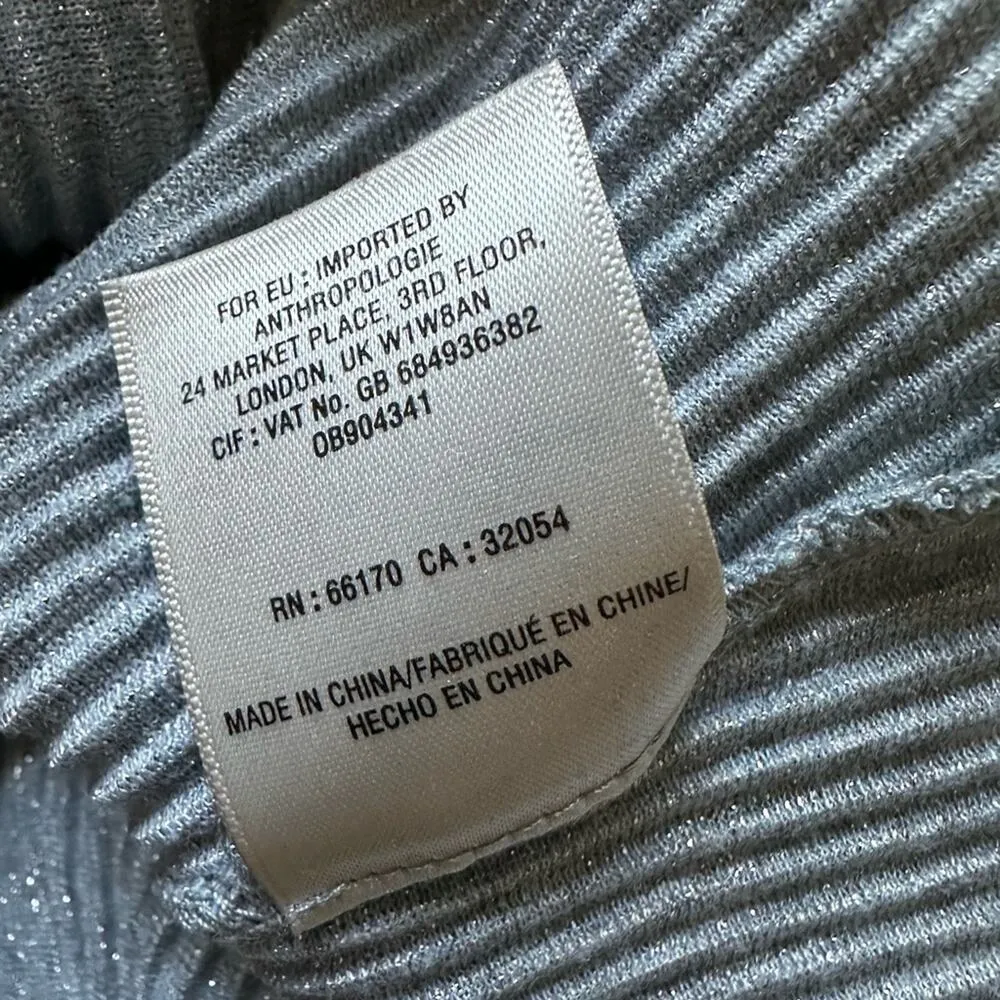 FOR EU : IMPORTED BY
ANTHROPOLOGIE
24 MARKET PLACE, 3RD FLOOR,
LONDON, UK W1W8AN
CIF : VAT No. GB 684936382
OB904341
RN : 66170 CA : 32054
MADE IN CHINA/FABRIQUÉ EN CHINE/
HECHO EN CHINA